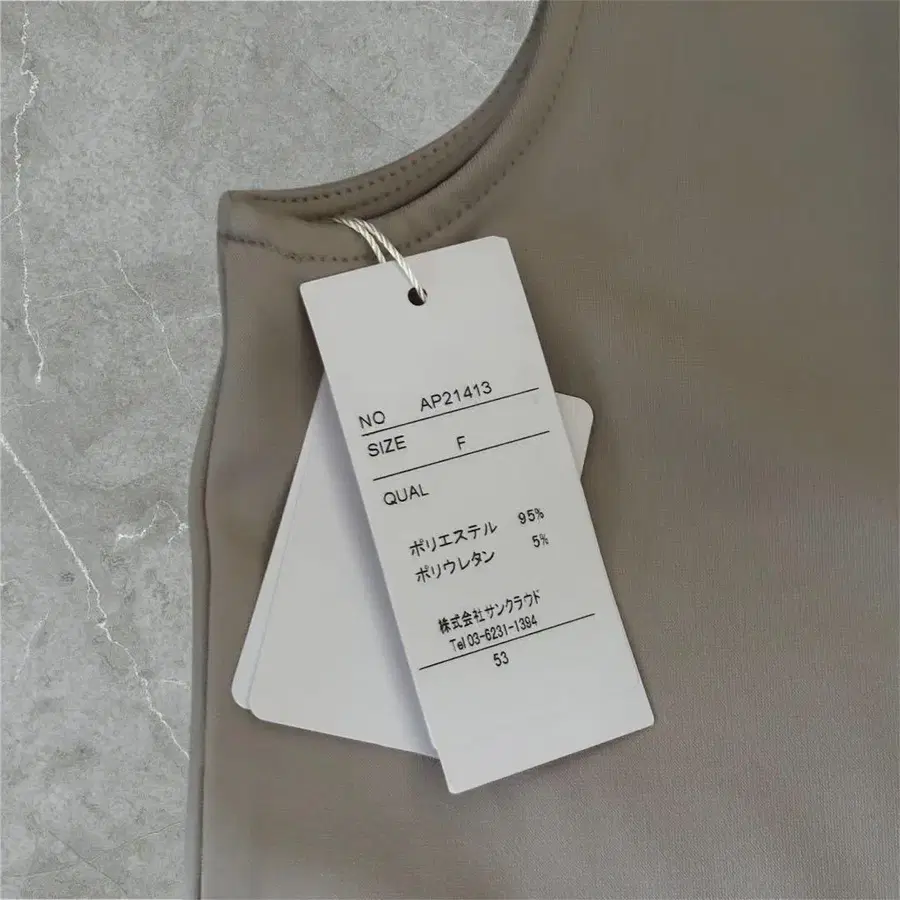 NO AP21413
SIZE F
QUAL
ポリエステル 95%
ポリウレタン 5%
株式会社サンクラウド
Tel 03-6231-1394
53